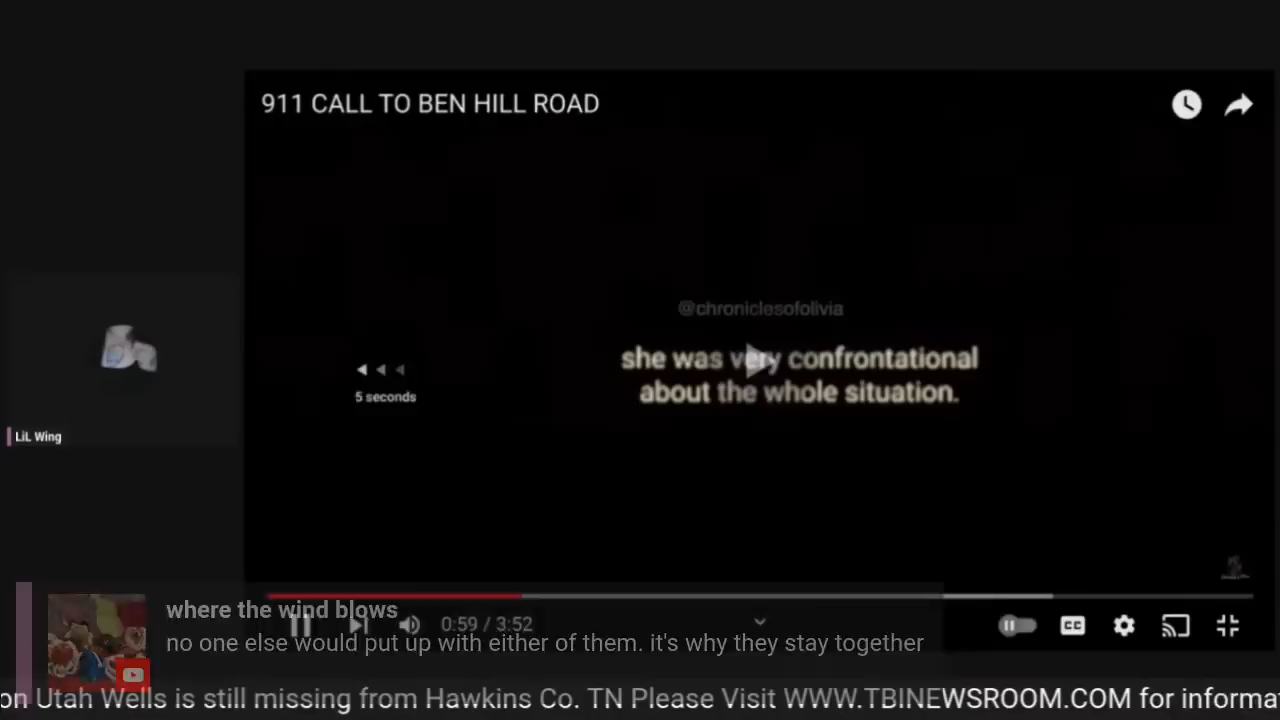 911 CALL TO BEN HILL ROAD
@chroniclesofolivia
she was very confrontational
about the whole situation.
5 seconds
LiL Wing
where the wind blows
0:59 / 3:52
no one else would put up with either of them. it's why they stay together
on Utah Wells is still missing from Hawkins Co. TN Please Visit WWW.TBINEWSROOM.COM for informa